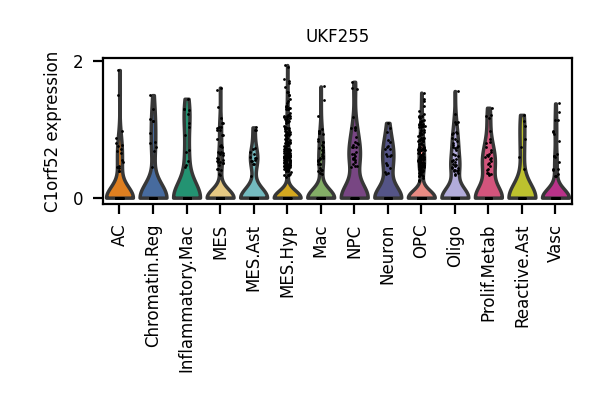 UKF255
C1orf52 expression
2
0
AC
Chromatin.Reg
Inflammatory.Mac
MES
MES.Ast
MES.Hyp
Mac
NPC
Neuron
OPC
Oligo
Prolif.Metab
Reactive.Ast
Vasc